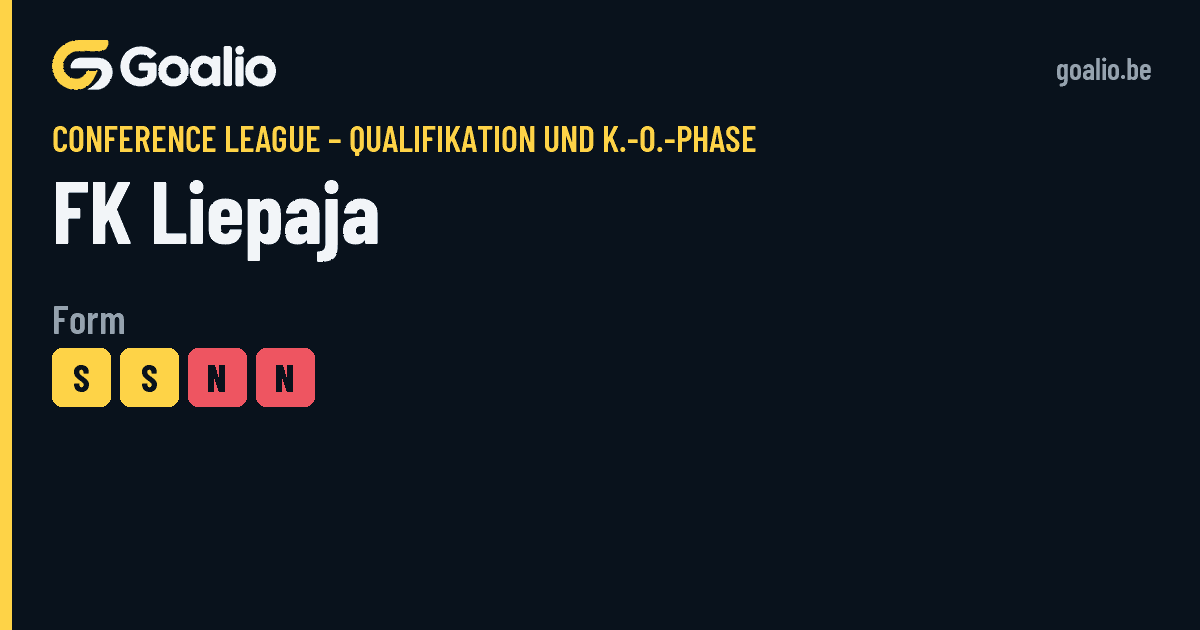 Goalio
goalio.be
CONFERENCE LEAGUE – QUALIFIKATION UND K.-O.-PHASE
FK Liepaja
Form
S S N N